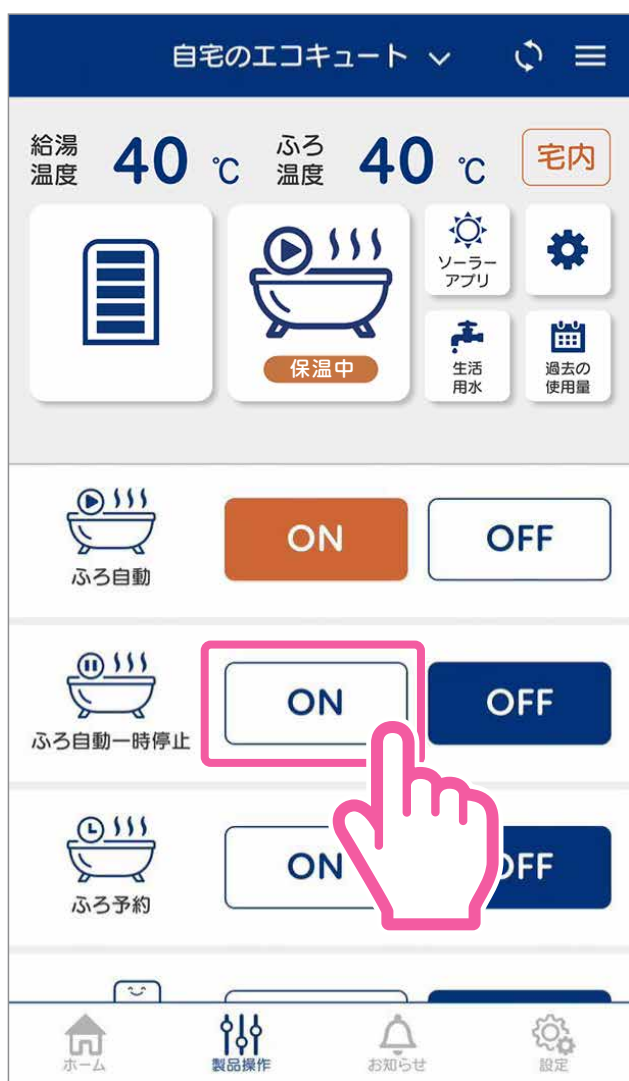 自宅のエコキュート
給湯
温度
40 ℃
ふろ
温度
40 ℃
宅内
ソーラー
アプリ
保温中
生活
用水
過去の
使用量
ふろ自動
ON
OFF
ふろ自動一時停止
ON
OFF
ふろ予約
ON
OFF
ホーム
製品操作
お知らせ
設定